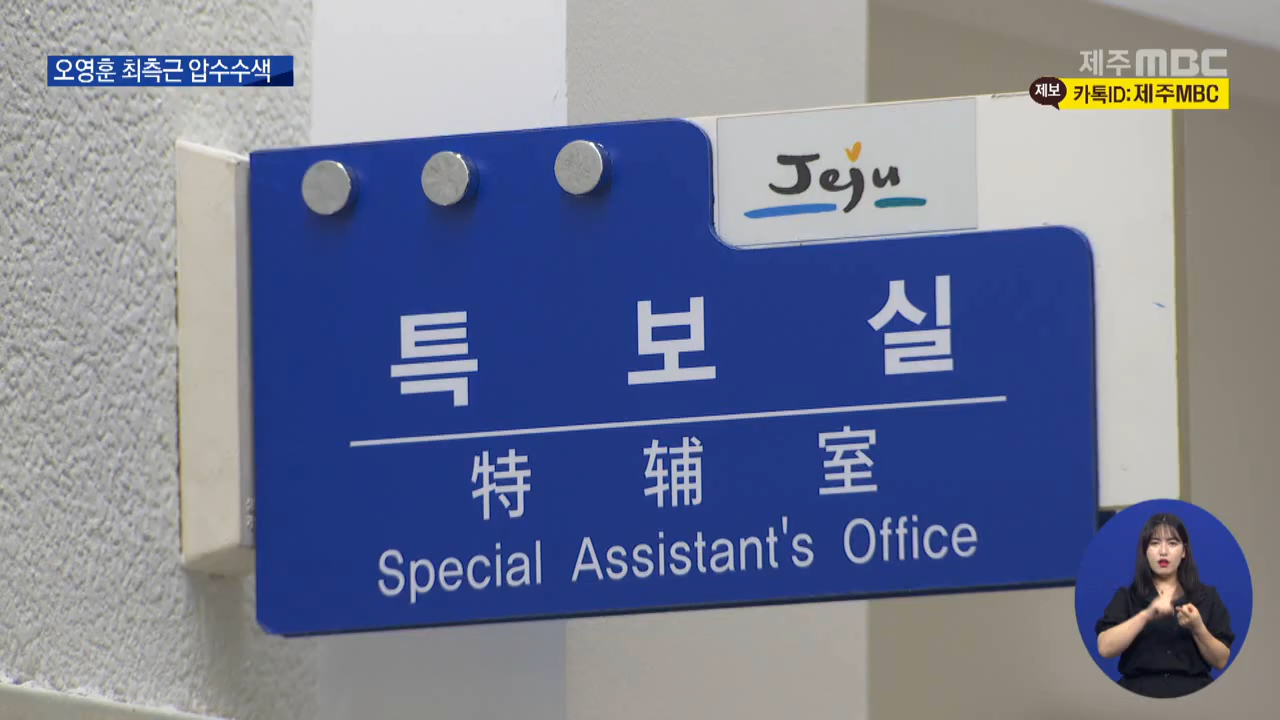 오영훈 최측근 압수수색
제주MBC
제보 카톡ID:제주MBC
Jeju
특보실
特辅室
Special Assistant's Office